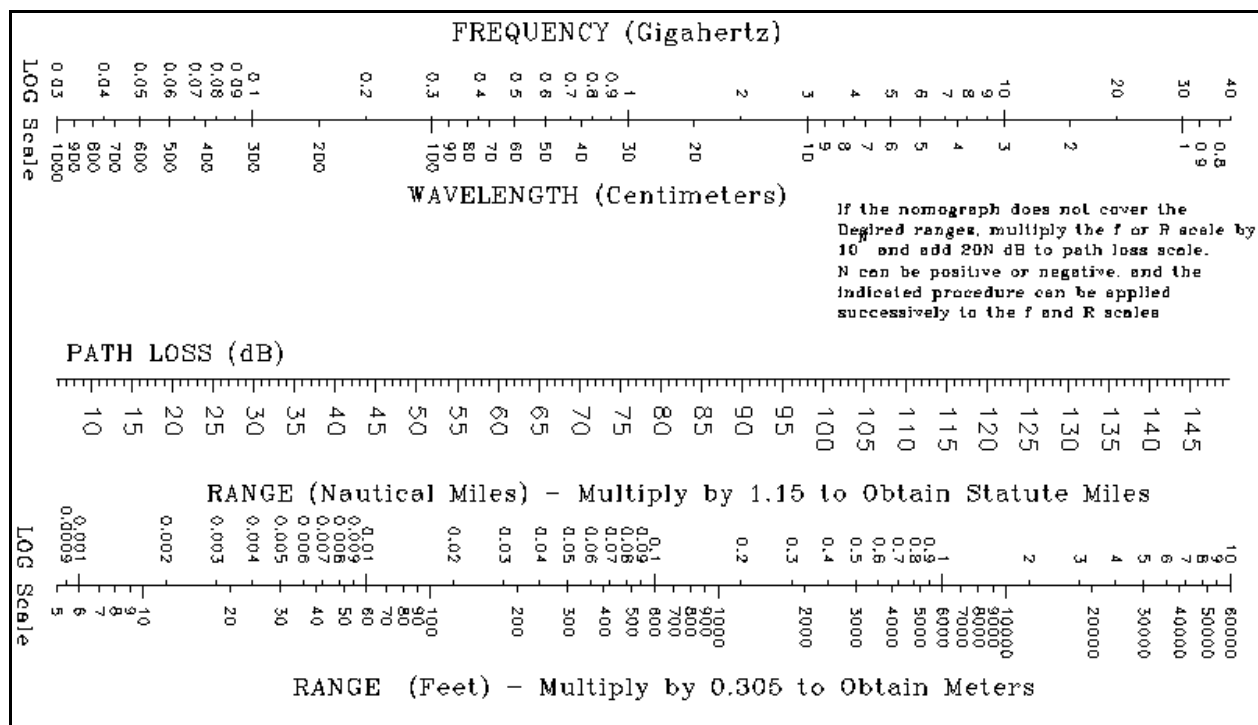 FREQUENCY (Gigahertz)
LOG Scale
0.03 0.04 0.05 0.06 0.07 0.08 0.09 0.1 0.2 0.3 0.4 0.5 0.6 0.7 0.8 0.9 1 2 3 4 5 6 7 8 9 10 20 30 40
1000 900 800 700 600 500 400 300 200 100 90 80 70 60 50 40 30 20 10 9 8 7 6 5 4 3 2 1 0.9 0.8
WAVELENGTH (Centimeters)
If the nomograph does not cover the
Desired ranges, multiply the f or R scale by
10^N and add 20N dB to path loss scale.
N can be positive or negative, and the
indicated procedure can be applied
successively to the f and R scales
PATH LOSS (dB)
10 15 20 25 30 35 40 45 50 55 60 65 70 75 80 85 90 95 100 105 110 115 120 125 130 135 140 145
RANGE (Nautical Miles) - Multiply by 1.15 to Obtain Statute Miles
LOG Scale
0.0009 0.001 0.002 0.003 0.004 0.005 0.006 0.007 0.008 0.009 0.01 0.02 0.03 0.04 0.05 0.06 0.07 0.08 0.09 0.1 0.2 0.3 0.4 0.5 0.6 0.7 0.8 0.9 1 2 3 4 5 6 7 8 9 10
5 6 7 8 9 10 20 30 40 50 60 70 80 90 100 200 300 400 500 600 700 800 900 1000 2000 3000 4000 5000 6000 7000 8000 9000 10000 20000 30000 40000 50000 60000
RANGE (Feet) - Multiply by 0.305 to Obtain Meters